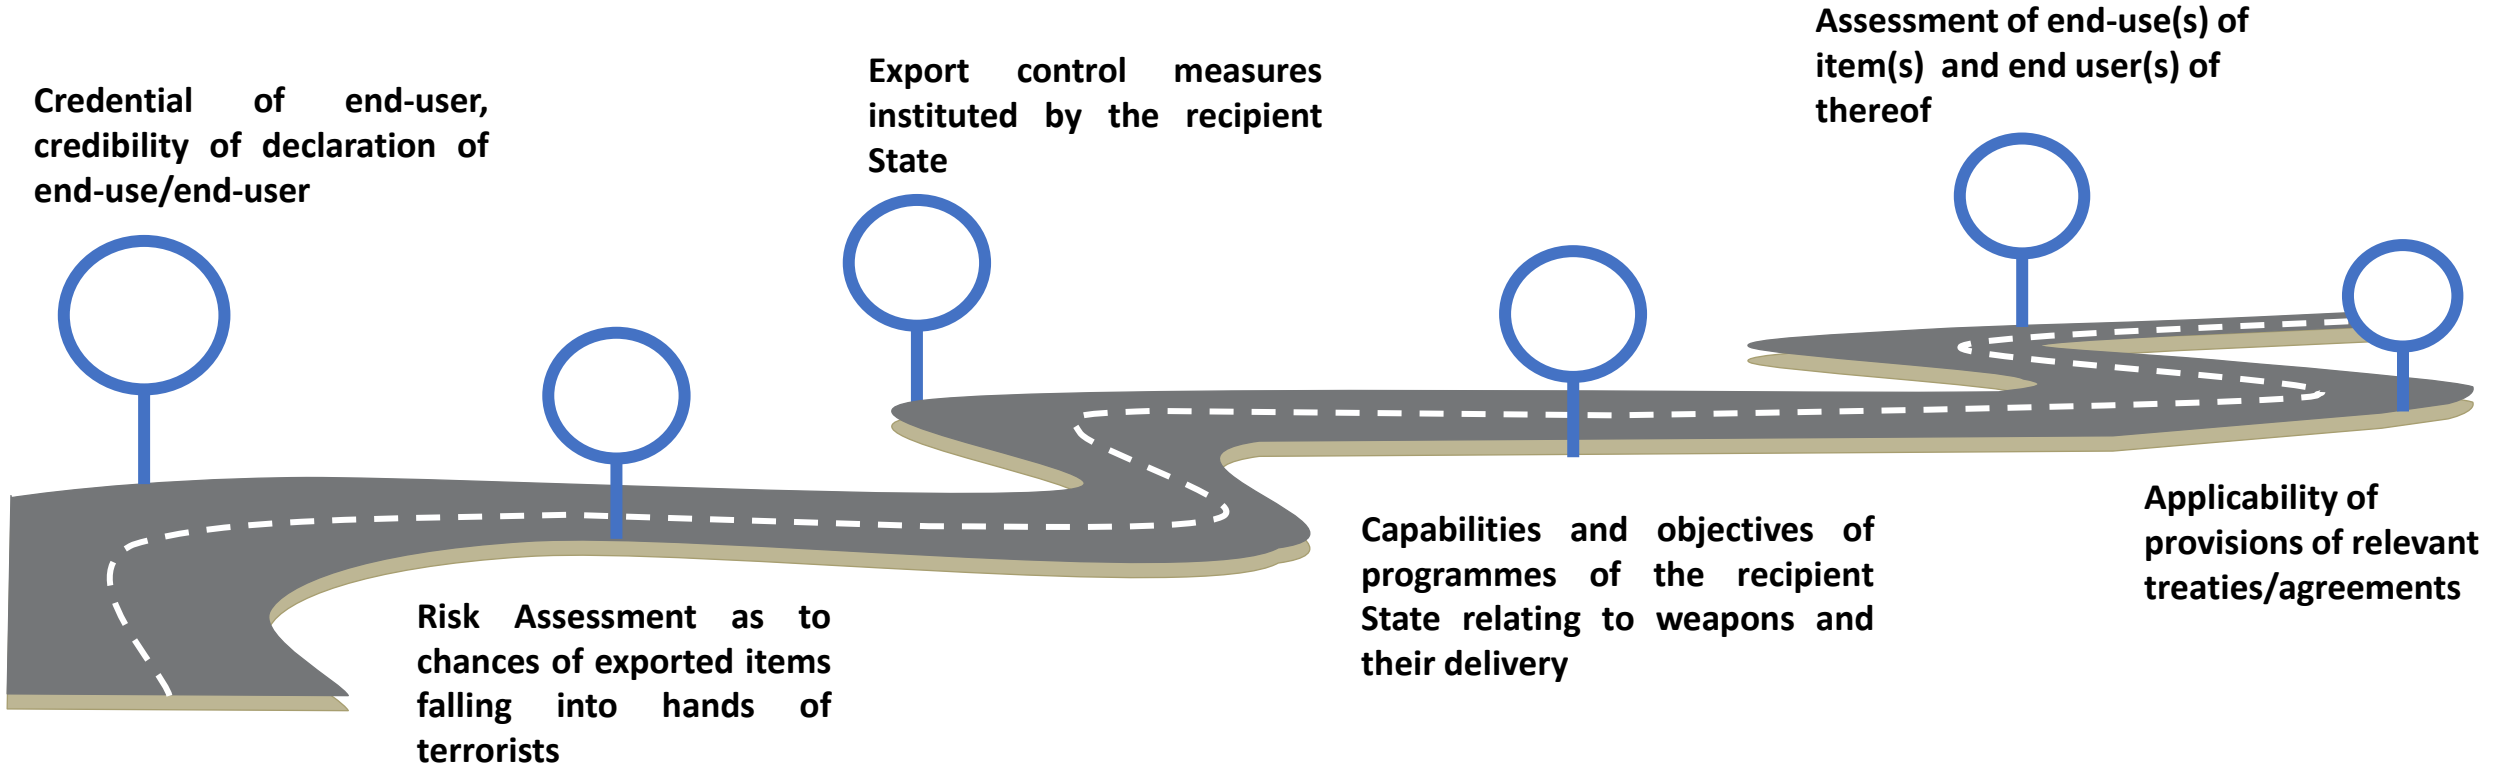 Credential of end-user,
credibility of declaration of
end-use/end-user
Risk Assessment as to
chances of exported items
falling into hands of
terrorists
Export control measures
instituted by the recipient
State
Capabilities and objectives of
programmes of the recipient
State relating to weapons and
their delivery
Assessment of end-use(s) of
item(s) and end user(s) of
thereof
Applicability of
provisions of relevant
treaties/agreements